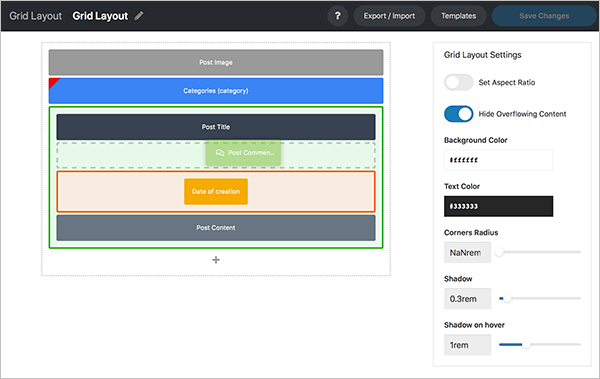 Grid Layout Grid Layout ? Export / Import Templates Save Changes
Post Image
Categories (category)
Post Title
Post Commen...
Date of creation
Post Content
+
Grid Layout Settings
Set Aspect Ratio
Hide Overflowing Content
Background Color
#ffffff
Text Color
#333333
Corners Radius
NaNrem
Shadow
0.3rem
Shadow on hover
1rem